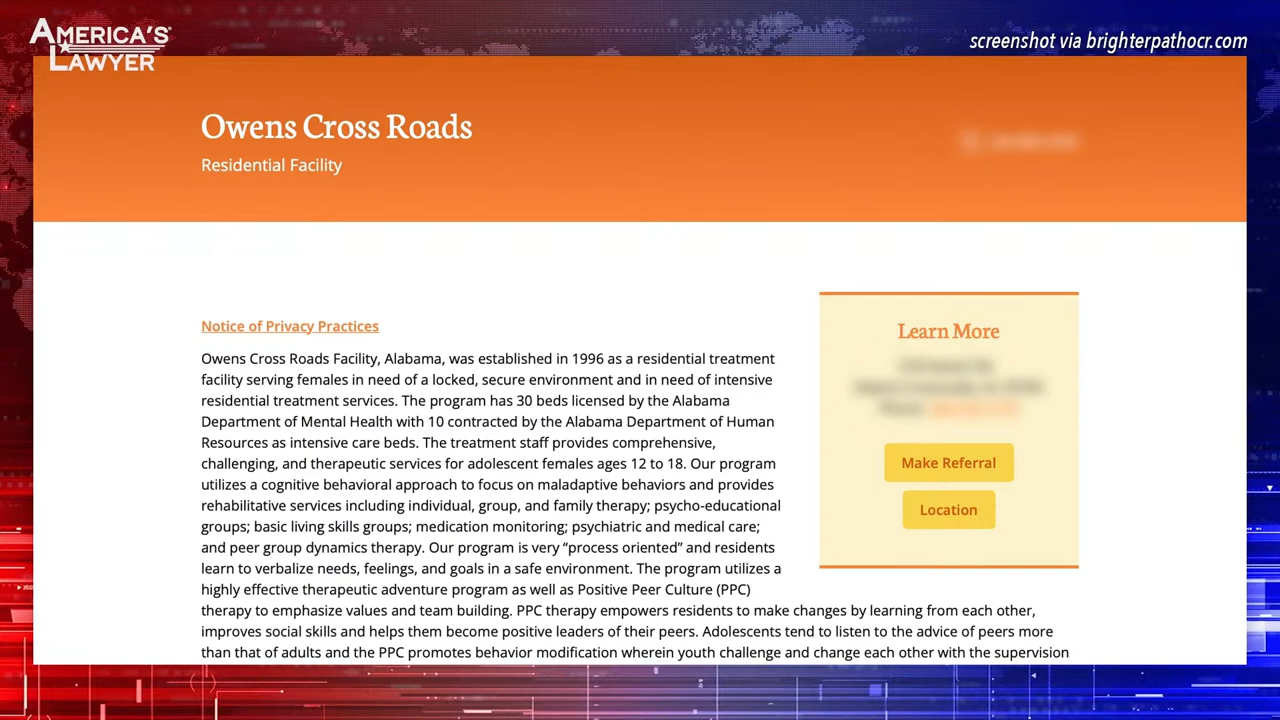 AMERICA'S
LAWYER
screenshot via brighterpathocr.com
Owens Cross Roads
Residential Facility
Notice of Privacy Practices
Owens Cross Roads Facility, Alabama, was established in 1996 as a residential treatment
facility serving females in need of a locked, secure environment and in need of intensive
residential treatment services. The program has 30 beds licensed by the Alabama
Department of Mental Health with 10 contracted by the Alabama Department of Human
Resources as intensive care beds. The treatment staff provides comprehensive,
challenging, and therapeutic services for adolescent females ages 12 to 18. Our program
utilizes a cognitive behavioral approach to focus on maladaptive behaviors and provides
rehabilitative services including individual, group, and family therapy; psycho-educational
groups; basic living skills groups; medication monitoring; psychiatric and medical care;
and peer group dynamics therapy. Our program is very “process oriented” and residents
learn to verbalize needs, feelings, and goals in a safe environment. The program utilizes a
highly effective therapeutic adventure program as well as Positive Peer Culture (PPC)
therapy to emphasize values and team building. PPC therapy empowers residents to make changes by learning from each other,
improves social skills and helps them become positive leaders of their peers. Adolescents tend to listen to the advice of peers more
than that of adults and the PPC promotes behavior modification wherein youth challenge and change each other with the supervision
Learn More
Make Referral
Location